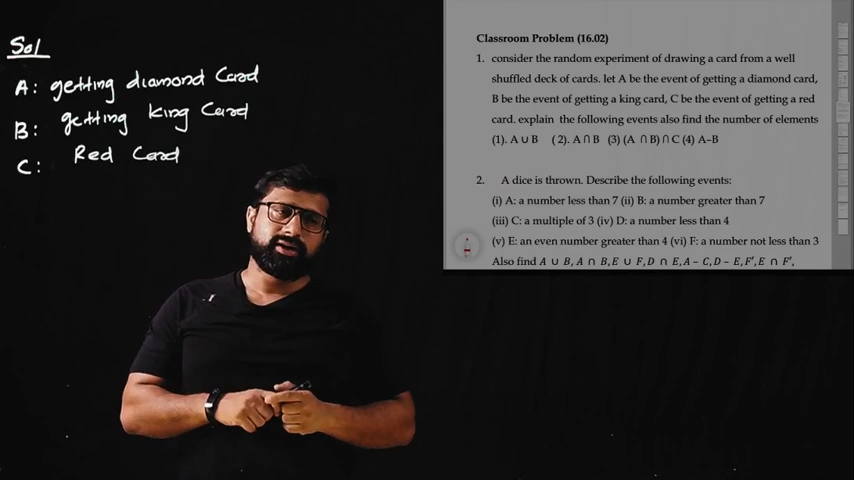 Sol
A: getting diamond Card
B: getting king Card
C: Red Card
Classroom Problem (16.02)
1. consider the random experiment of drawing a card from a well
shuffled deck of cards. let A be the event of getting a diamond card,
B be the event of getting a king card, C be the event of getting a red
card. explain the following events also find the number of elements
(1). A ∪ B (2). A ∩ B (3) (A ∩ B) ∩ C (4) A–B
2. A dice is thrown. Describe the following events:
(i) A: a number less than 7 (ii) B: a number greater than 7
(iii) C: a multiple of 3 (iv) D: a number less than 4
(v) E: an even number greater than 4 (vi) F: a number not less than 3
Also find A ∪ B, A ∩ B, E ∪ F, D ∩ E, A − C, D − E, F′, E ∩ F′,